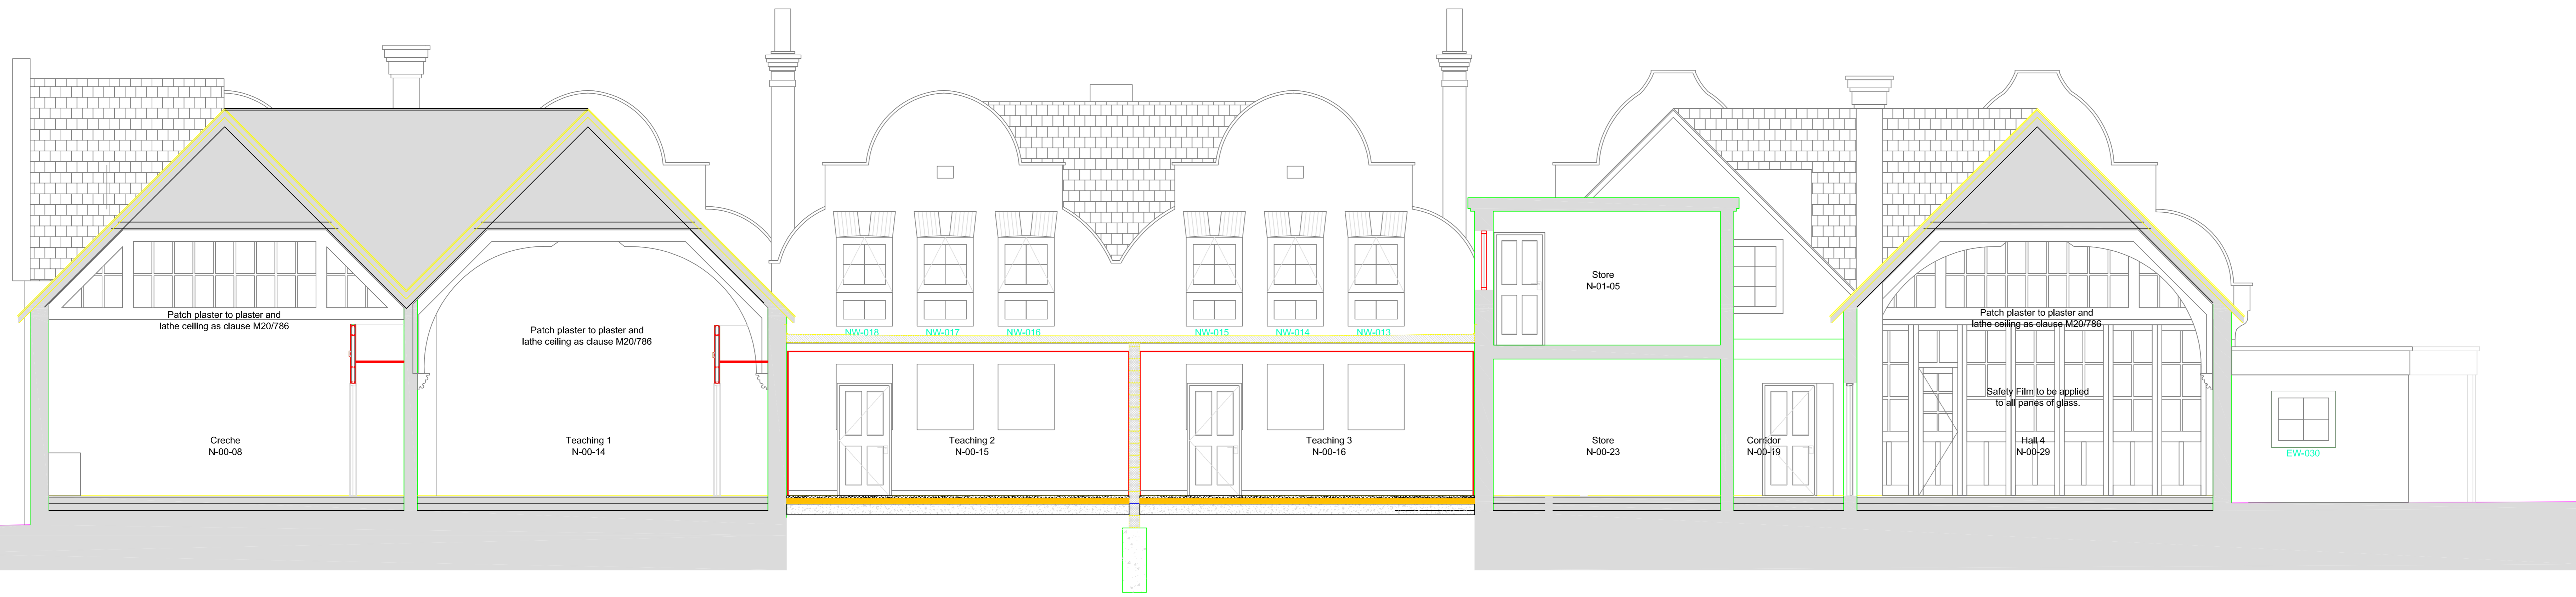 Store
N-01-05
Patch plaster to plaster and
lathe ceiling as clause M20/786
Patch plaster to plaster and
lathe ceiling as clause M20/786
NW-018
NW-017
NW-016
NW-015
NW-014
NW-013
Patch plaster to plaster and
lathe ceiling as clause M20/786
Safety Film to be applied
to all panes of glass.
Creche
N-00-08
Teaching 1
N-00-14
Teaching 2
N-00-15
Teaching 3
N-00-16
Store
N-00-23
Corridor
N-00-19
Hall 4
N-00-29
EW-030